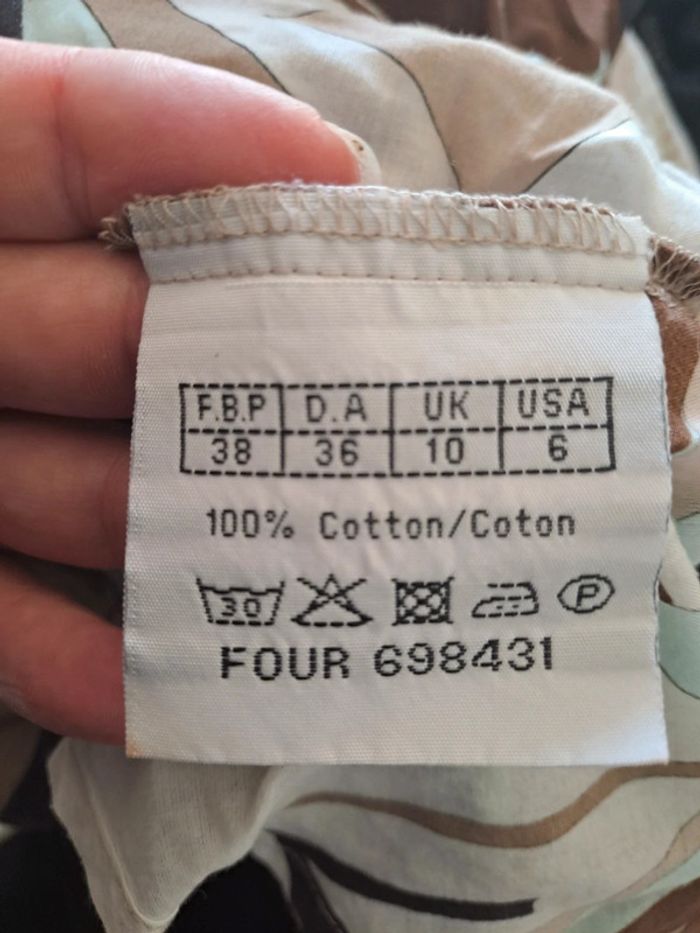 F.B.P D.A UK USA
38 36 10 6
100% Cotton/Coton
30 P
FOUR 698431